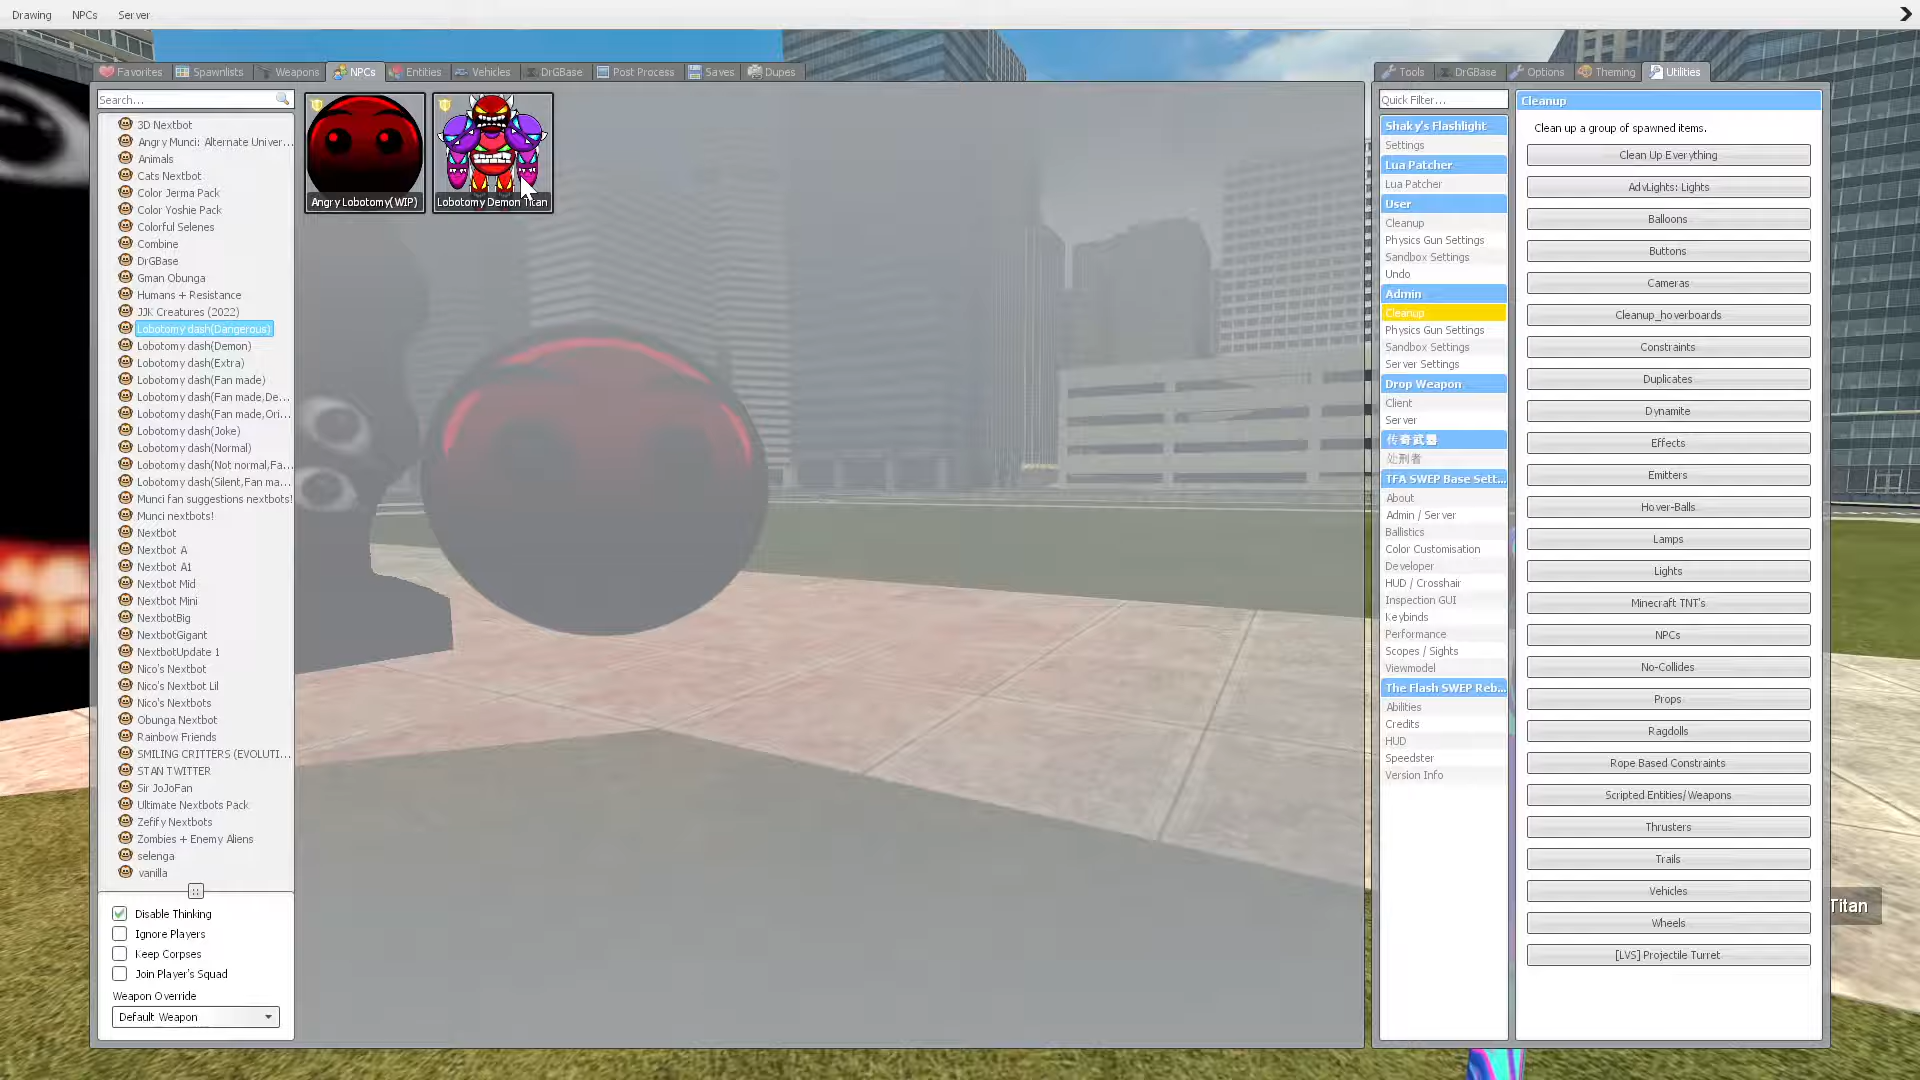 Drawing NPCs Server
Favorites Spawnlists Weapons NPCs Entities Vehicles DrGBase Post Process Saves Dupes
Search...
3D Nextbot
Angry Munci: Alternate Univer...
Animals
Cats Nextbot
Color Jerma Pack
Color Yoshie Pack
Colorful Selenes
Combine
DrGBase
Gman Obunga
Humans + Resistance
JJK Creatures (2022)
Lobotomy dash(Dangerous)
Lobotomy dash(Demon)
Lobotomy dash(Extra)
Lobotomy dash(Fan made)
Lobotomy dash(Fan made,De...
Lobotomy dash(Fan made,Ori...
Lobotomy dash(Joke)
Lobotomy dash(Normal)
Lobotomy dash(Not normal,Fa...
Lobotomy dash(Silent,Fan ma...
Munci fan suggestions nextbots!
Munci nextbots!
Nextbot
Nextbot A
Nextbot A1
Nextbot Mid
Nextbot Mini
NextbotBig
NextbotGigant
NextbotUpdate 1
Nico's Nextbot
Nico's Nextbot Lil
Nico's Nextbots
Obunga Nextbot
Rainbow Friends
SMILING CRITTERS (EVOLUTI...
STAN TWITTER
Sir JoJoFan
Ultimate Nextbots Pack
Zefify Nextbots
Zombies + Enemy Aliens
selenga
vanilla
Disable Thinking
Ignore Players
Keep Corpses
Join Player's Squad
Weapon Override
Default Weapon
Angry Lobotomy(WIP)
Lobotomy Demon Titan
Tools DrGBase Options Theming Utilities
Quick Filter...
Shaky's Flashlight
Settings
Lua Patcher
Lua Patcher
User
Cleanup
Physics Gun Settings
Sandbox Settings
Undo
Admin
Cleanup
Physics Gun Settings
Sandbox Settings
Server Settings
Drop Weapon
Client
Server
传奇武器
处刑者
TFA SWEP Base Sett...
About
Admin / Server
Ballistics
Color Customisation
Developer
HUD / Crosshair
Inspection GUI
Keybinds
Performance
Scopes / Sights
Viewmodel
The Flash SWEP Reb...
Abilities
Credits
HUD
Speedster
Version Info
Cleanup
Clean up a group of spawned items.
Clean Up Everything
AdvLights: Lights
Balloons
Buttons
Cameras
Cleanup_hoverboards
Constraints
Duplicates
Dynamite
Effects
Emitters
Hover-Balls
Lamps
Lights
Minecraft TNT's
NPCs
No-Collides
Props
Ragdolls
Rope Based Constraints
Scripted Entities/Weapons
Thrusters
Trails
Vehicles
Wheels
[LVS] Projectile Turret
Titan